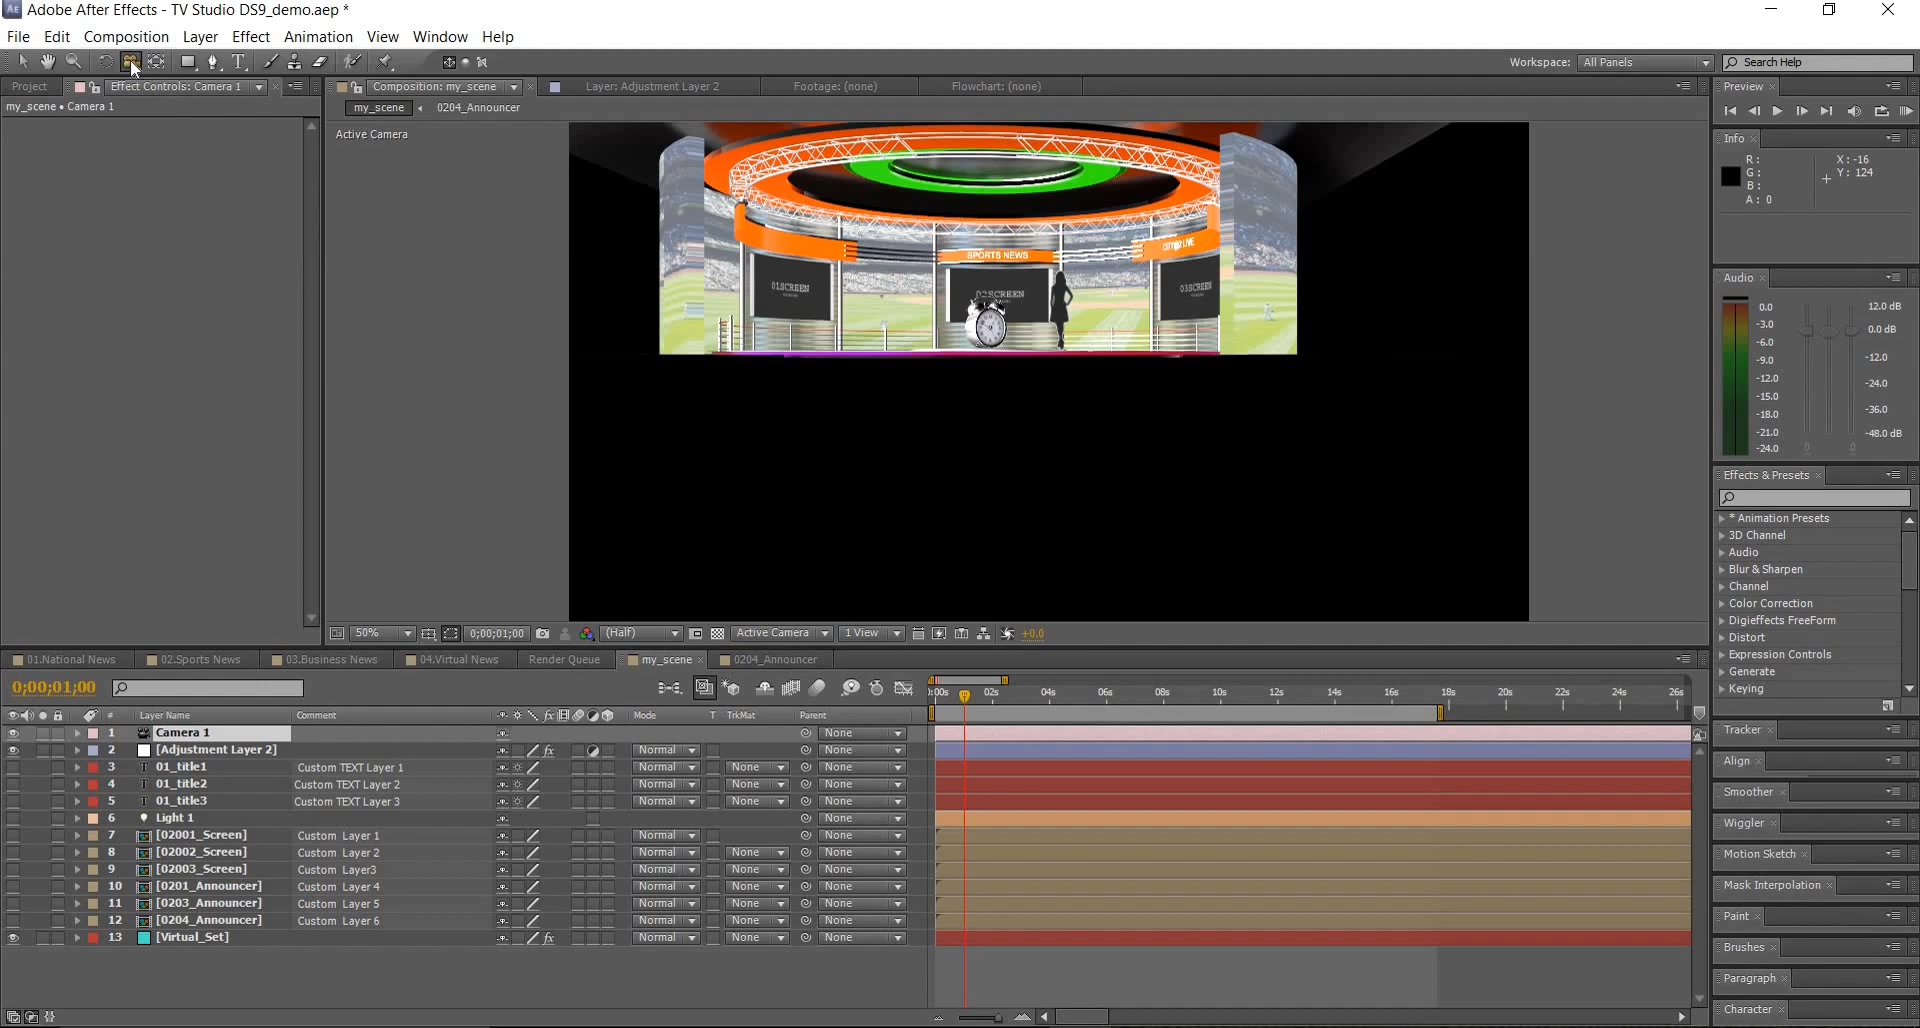 Adobe After Effects - TV Studio DS9_demo.aep *
File Edit Composition Layer Effect Animation View Window Help
Workspace: All Panels Search Help
Project Effect Controls: Camera 1 Composition: my_scene Layer: Adjustment Layer 2 Footage: (none) Flowchart: (none) Preview
my_scene • Camera 1 my_scene 0204_Announcer
Active Camera
Info
R: X: -16
G: Y: 124
B:
A: 0
SPORTS NEWS
LIVE
01SCREEN
02SCREEN
03SCREEN
Audio
0.0 12.0 dB
-3.0 0.0 dB
-6.0
-9.0 -12.0
-12.0 -24.0
-15.0
-18.0 -36.0
-21.0 -48.0 dB
-24.0 0 0
Effects & Presets
* Animation Presets
3D Channel
Audio
Blur & Sharpen
Channel
Color Correction
Digieffects FreeForm
Distort
Expression Controls
Generate
Keying
50% 0;00;01;00 (Half) Active Camera 1 View +0.0
01.National News 02.Sports News 03.Business News 04.Virtual News Render Queue my_scene 0204_Announcer
0;00;01;00
00s 02s 04s 06s 08s 10s 12s 14s 16s 18s 20s 22s 24s 26s
# Layer Name Comment Mode T TrkMat Parent
1 Camera 1 None
2 [Adjustment Layer 2] Normal None
3 T 01_title1 Custom TEXT Layer 1 Normal None None
4 T 01_title2 Custom TEXT Layer 2 Normal None None
5 T 01_title3 Custom TEXT Layer 3 Normal None None
6 Light 1 None
7 [02001_Screen] Custom Layer 1 Normal None
8 [02002_Screen] Custom Layer 2 Normal None None
9 [02003_Screen] Custom Layer3 Normal None None
10 [0201_Announcer] Custom Layer 4 Normal None None
11 [0203_Announcer] Custom Layer 5 Normal None None
12 [0204_Announcer] Custom Layer 6 Normal None None
13 [Virtual_Set] Normal None None
Tracker
Align
Smoother
Wiggler
Motion Sketch
Mask Interpolation
Paint
Brushes
Paragraph
Character